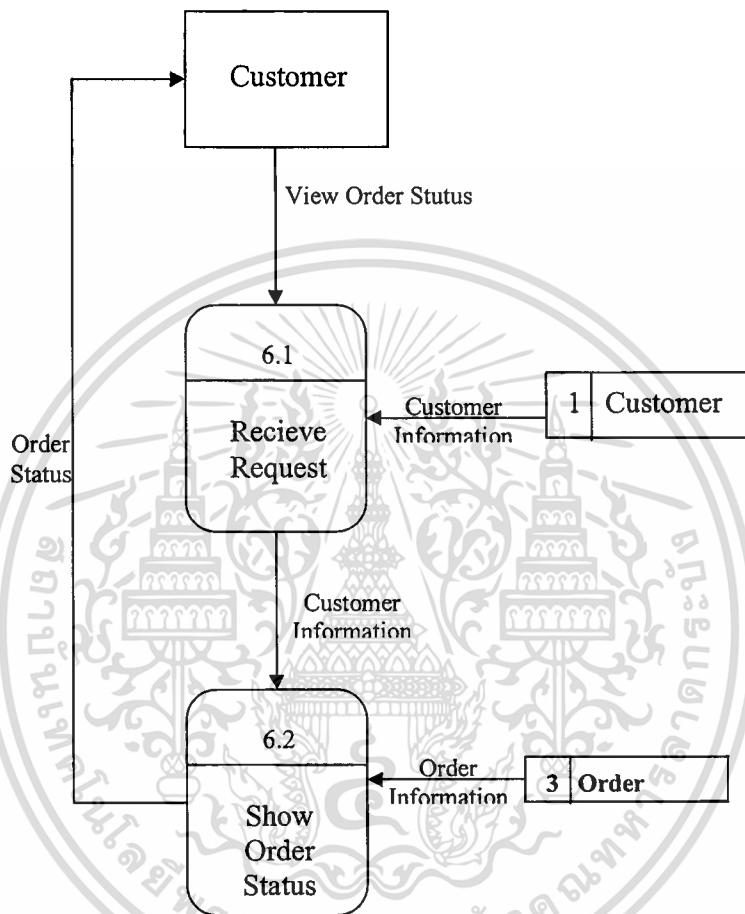 Customer
View Order Stutus
6.1
Recieve
Request
Customer
Information
1 Customer
Order
Status
Customer
Information
6.2
Show
Order
Status
Order
Information
3 Order